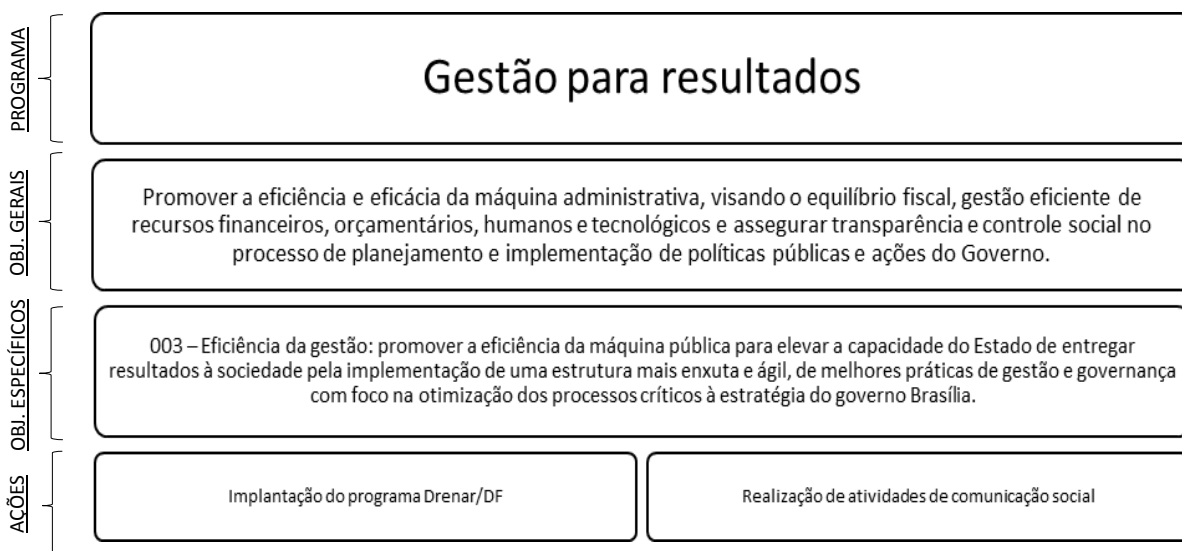 PROGRAMA
Gestão para resultados
OBJ. GERAIS
Promover a eficiência e eficácia da máquina administrativa, visando o equilíbrio fiscal, gestão eficiente de
recursos financeiros, orçamentários, humanos e tecnológicos e assegurar transparência e controle social no
processo de planejamento e implementação de políticas públicas e ações do Governo.
OBJ. ESPECÍFICOS
003 – Eficiência da gestão: promover a eficiência da máquina pública para elevar a capacidade do Estado de entregar
resultados à sociedade pela implementação de uma estrutura mais enxuta e ágil, de melhores práticas de gestão e governança
com foco na otimização dos processos críticos à estratégia do governo Brasília.
AÇÕES
Implantação do programa Drenar/DF
Realização de atividades de comunicação social